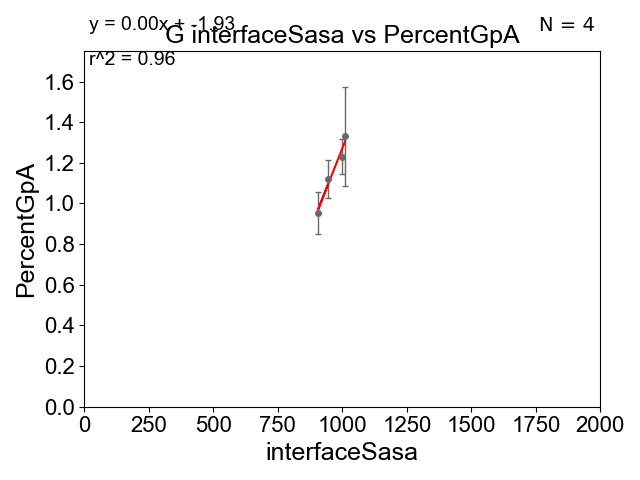 y = 0.00x + -1.93
G interfaceSasa vs PercentGpA
N = 4
r^2 = 0.96
PercentGpA
1.6
1.4
1.2
1.0
0.8
0.6
0.4
0.2
0.0
0 250 500 750 1000 1250 1500 1750 2000
interfaceSasa